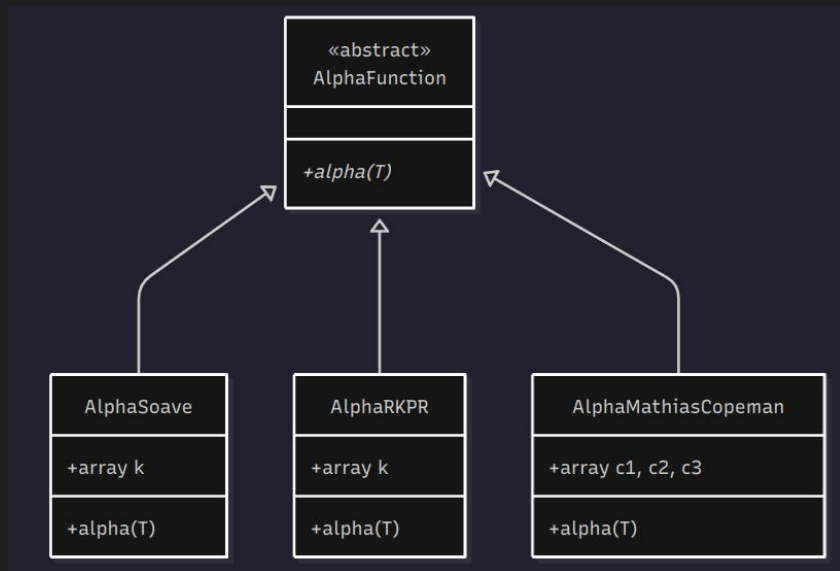 «abstract»
AlphaFunction
+alpha(T)
AlphaSoave
+array k
+alpha(T)
AlphaRKPR
+array k
+alpha(T)
AlphaMathiasCopeman
+array c1, c2, c3
+alpha(T)